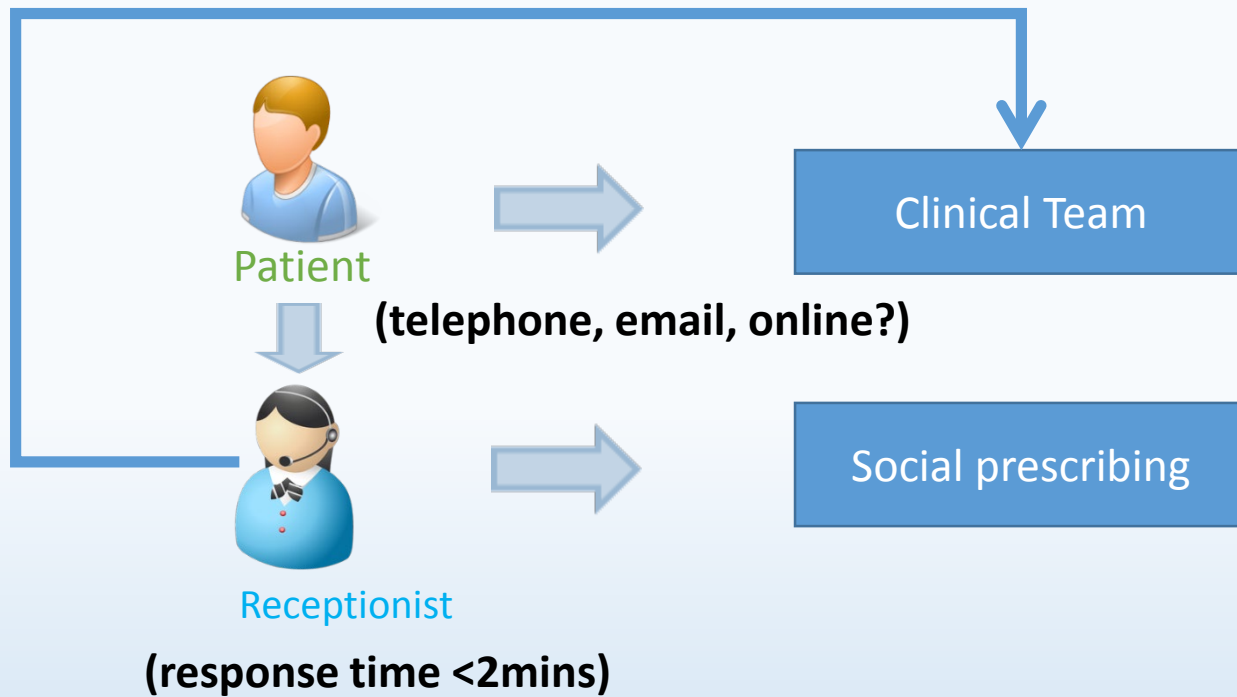 Clinical Team
Patient
(telephone, email, online?)
Social prescribing
Receptionist
(response time <2mins)